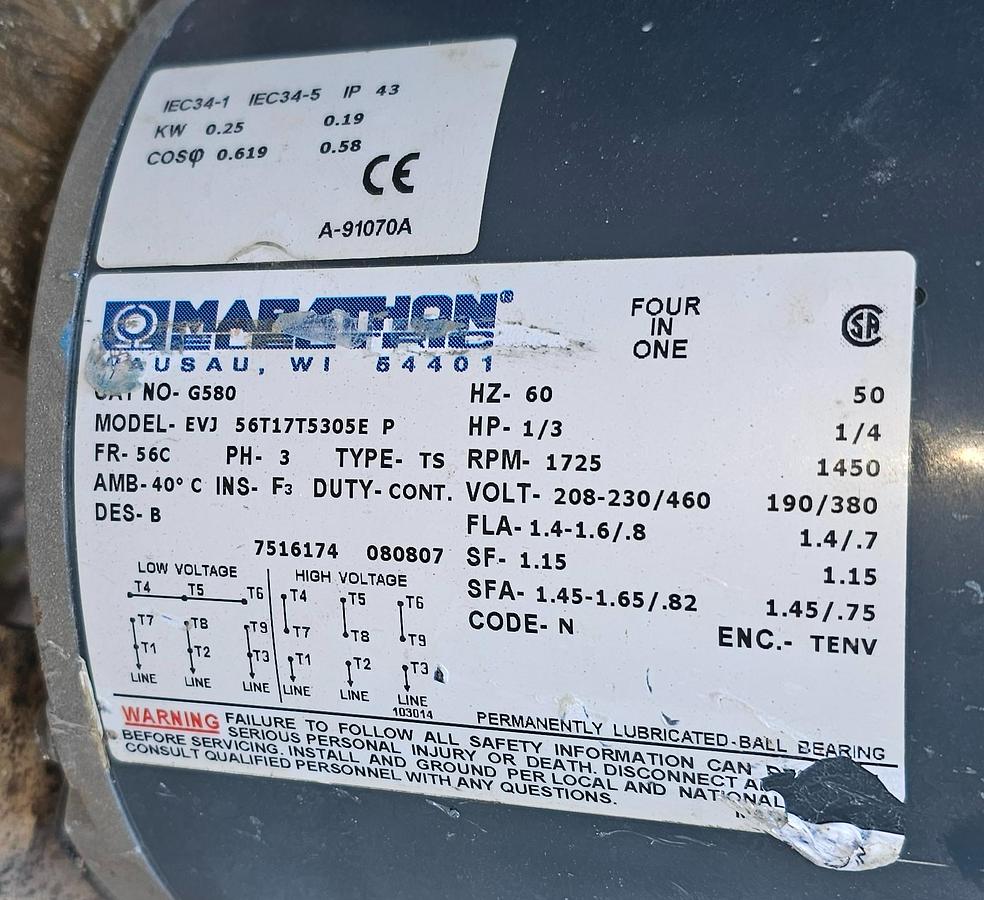 IEC34-1 IEC34-5 IP 43
KW 0.25 0.19
COSφ 0.619 0.58
CE
A-91070A
MARATHON®
WAUSAU, WI 54401
FOUR
IN
ONE
SA
CAT NO- G580
MODEL- EVJ 56T17T5305E P
FR- 56C PH- 3 TYPE- TS
AMB- 40° C INS- F3 DUTY- CONT.
DES- B
7516174 080807
HZ- 60 50
HP- 1/3 1/4
RPM- 1725 1450
VOLT- 208-230/460 190/380
FLA- 1.4-1.6/.8 1.4/.7
SF- 1.15 1.15
SFA- 1.45-1.65/.82 1.45/.75
CODE- N ENC.- TENV
LOW VOLTAGE HIGH VOLTAGE
T4 T5 T6 T4 T5 T6
T7 T8 T9 T7 T8 T9
T1 T2 T3 T1 T2 T3
LINE LINE LINE LINE LINE LINE
103014
PERMANENTLY LUBRICATED-BALL BEARING
WARNING FAILURE TO FOLLOW ALL SAFETY INFORMATION CAN
SERIOUS PERSONAL INJURY OR DEATH. DISCONNECT
BEFORE SERVICING. INSTALL AND GROUND PER LOCAL AND NATIONAL
CONSULT QUALIFIED PERSONNEL WITH ANY QUESTIONS.